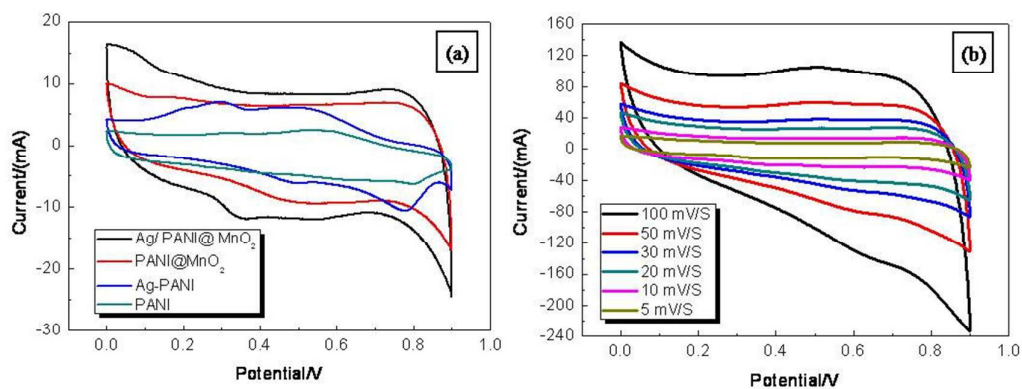 (a)
20
10
0
-10
-20
-30
Current/(mA)
Ag/ PANI@ MnO₂
PANI@MnO₂
Ag-PANI
PANI
0.0 0.2 0.4 0.6 0.8 1.0
Potential/V
(b)
160
120
80
40
0
-40
-80
-120
-160
-200
-240
Current/(mA)
100 mV/S
50 mV/S
30 mV/S
20 mV/S
10 mV/S
5 mV/S
0.0 0.2 0.4 0.6 0.8 1.0
Potential/V